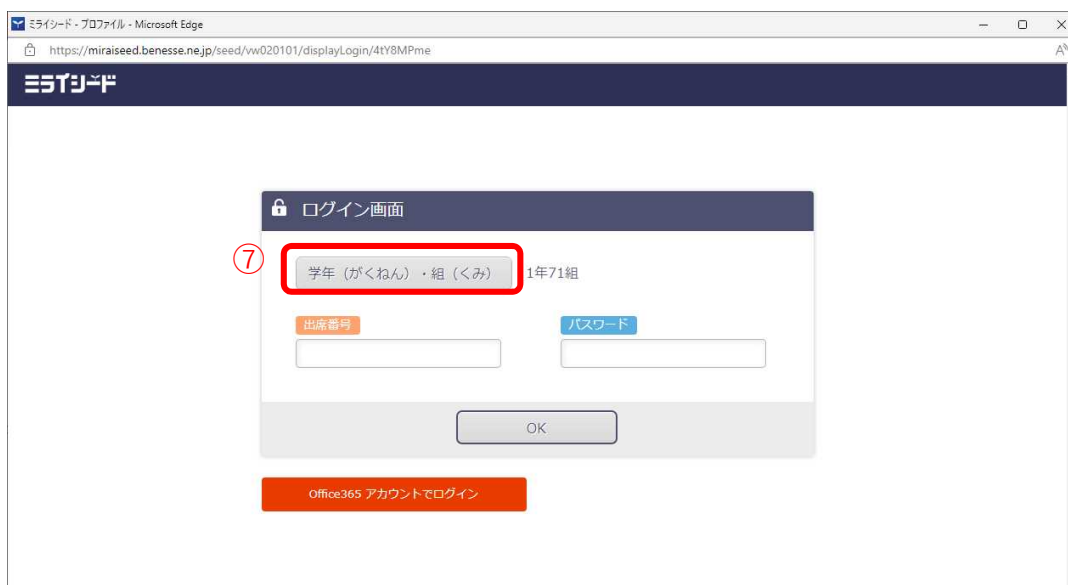 ミライシード - プロファイル - Microsoft Edge
https://miraiseed.benesse.ne.jp/seed/vw020101/displayLogin/4tY8MPme
ミライシード
ログイン画面
⑦
学年（がくねん）・組（くみ） 1年71組
出席番号 パスワード
OK
Office365 アカウントでログイン